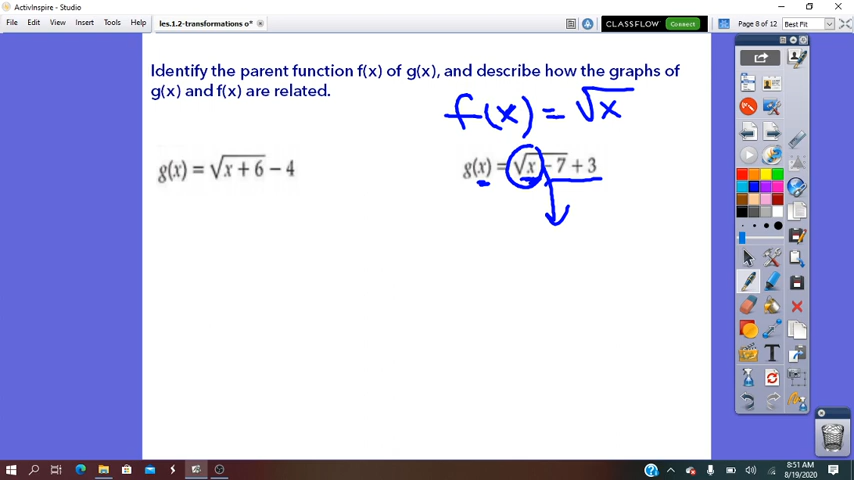 ActivInspire - Studio
File Edit View Insert Tools Help
les.1.2-transformations o*
CLASSFLOW Connect
Page 8 of 12
Best Fit
Identify the parent function f(x) of g(x), and describe how the graphs of
g(x) and f(x) are related.
f(x) = √x
g(x) = √x + 6 − 4
g(x) = √x − 7 + 3
8:51 AM
8/19/2020